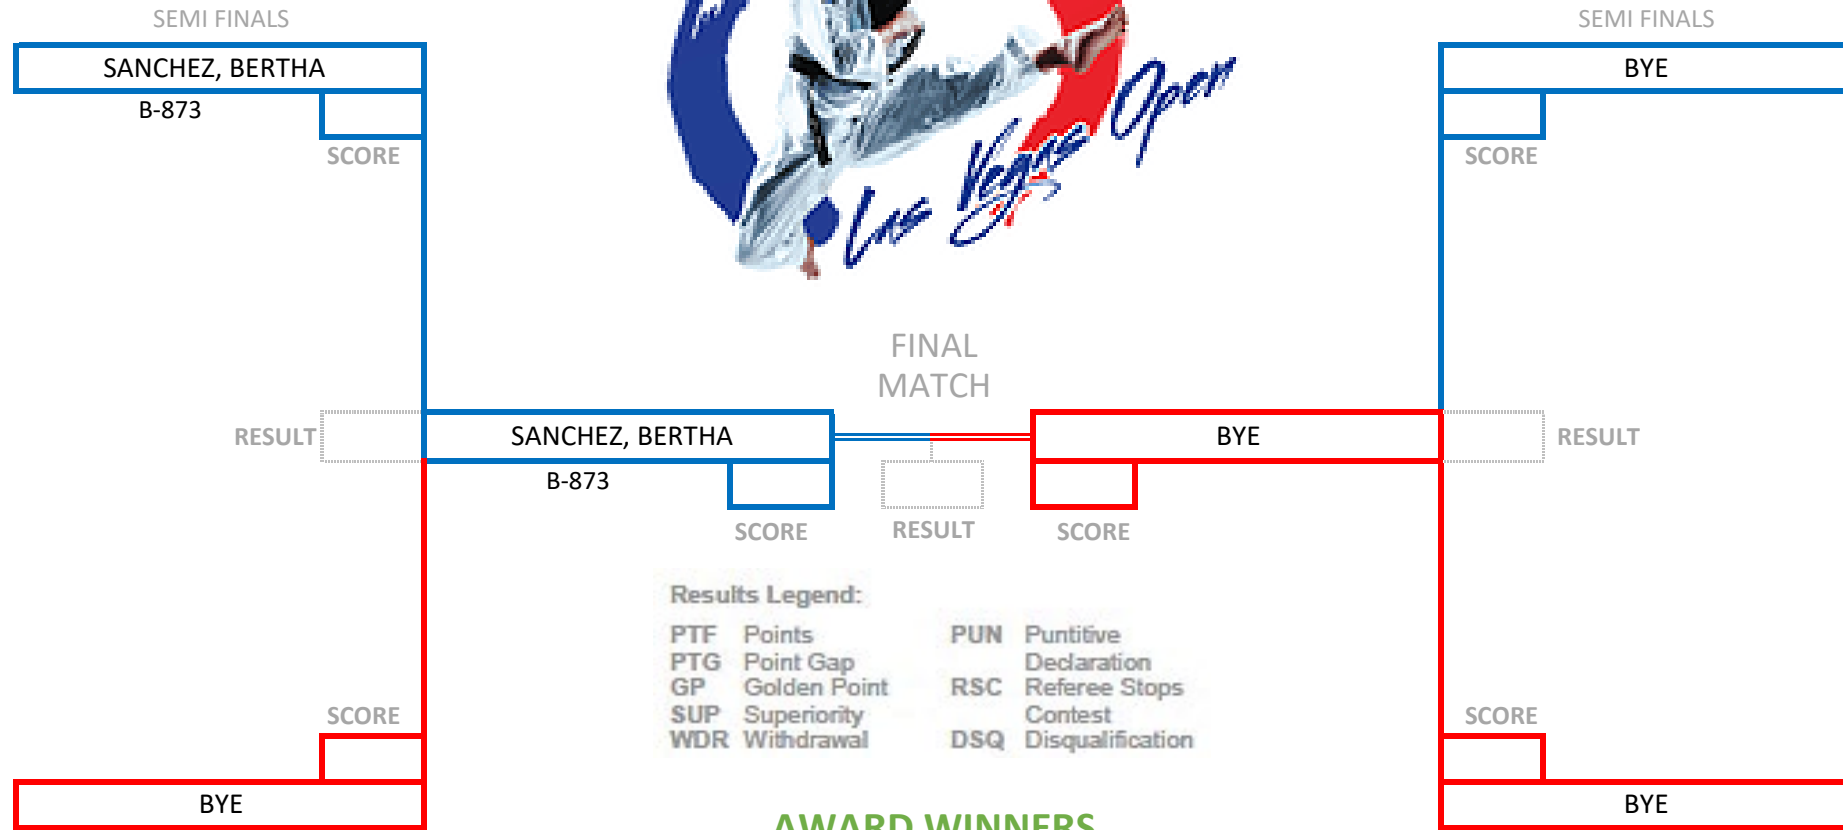 SEMI FINALS
SEMI FINALS
SANCHEZ, BERTHA
BYE
B-873
SCORE
SCORE
Las Vegas Open
FINAL
MATCH
RESULT
SANCHEZ, BERTHA
BYE
RESULT
B-873
SCORE
RESULT
SCORE
Results Legend:
PTF Points
PTG Point Gap
GP Golden Point
SUP Superiority
WDR Withdrawal
PUN Puntitive
Declaration
RSC Referee Stops
Contest
DSQ Disqualification
SCORE
SCORE
BYE
BYE
AWARD WINNERS